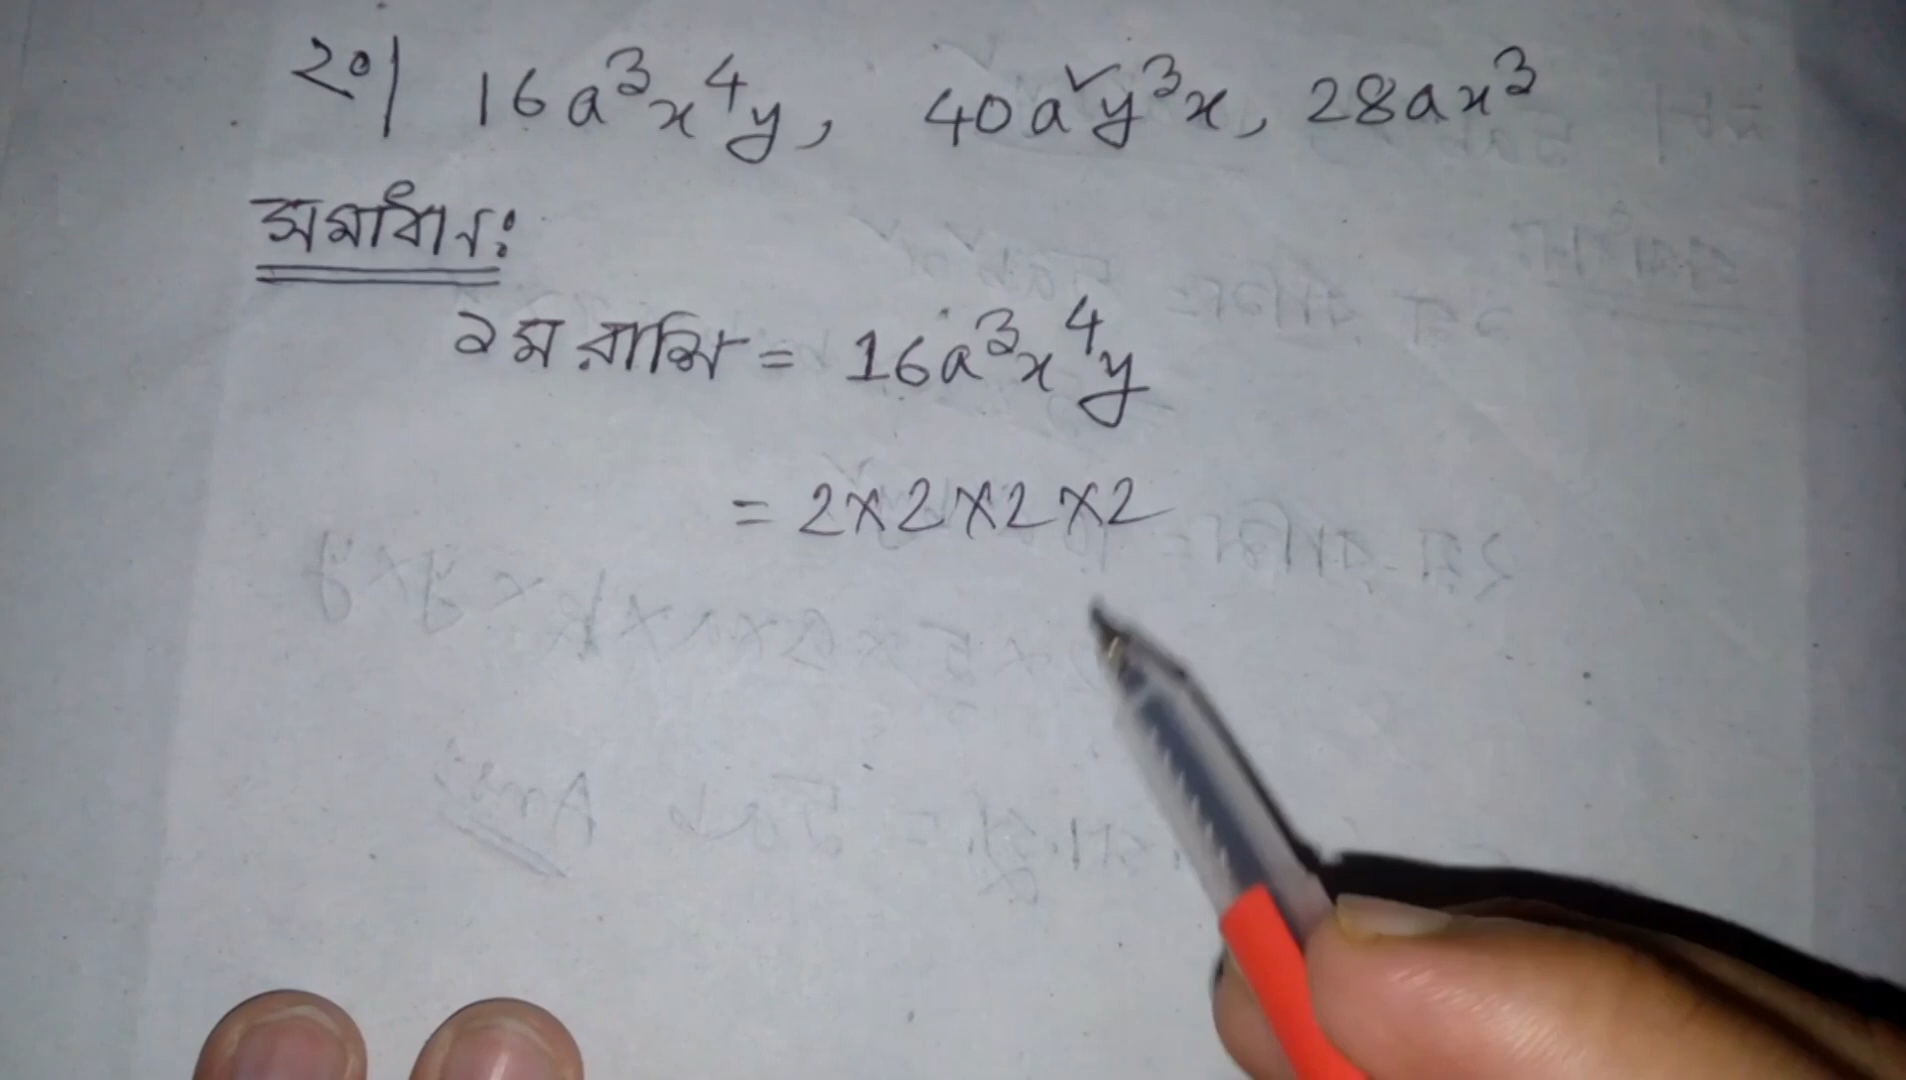 ২০| 16a³x⁴y, 40a²y³x, 28ax³
সমাধান:
১ম রাশি = 16a³x⁴y
= 2×2×2×2